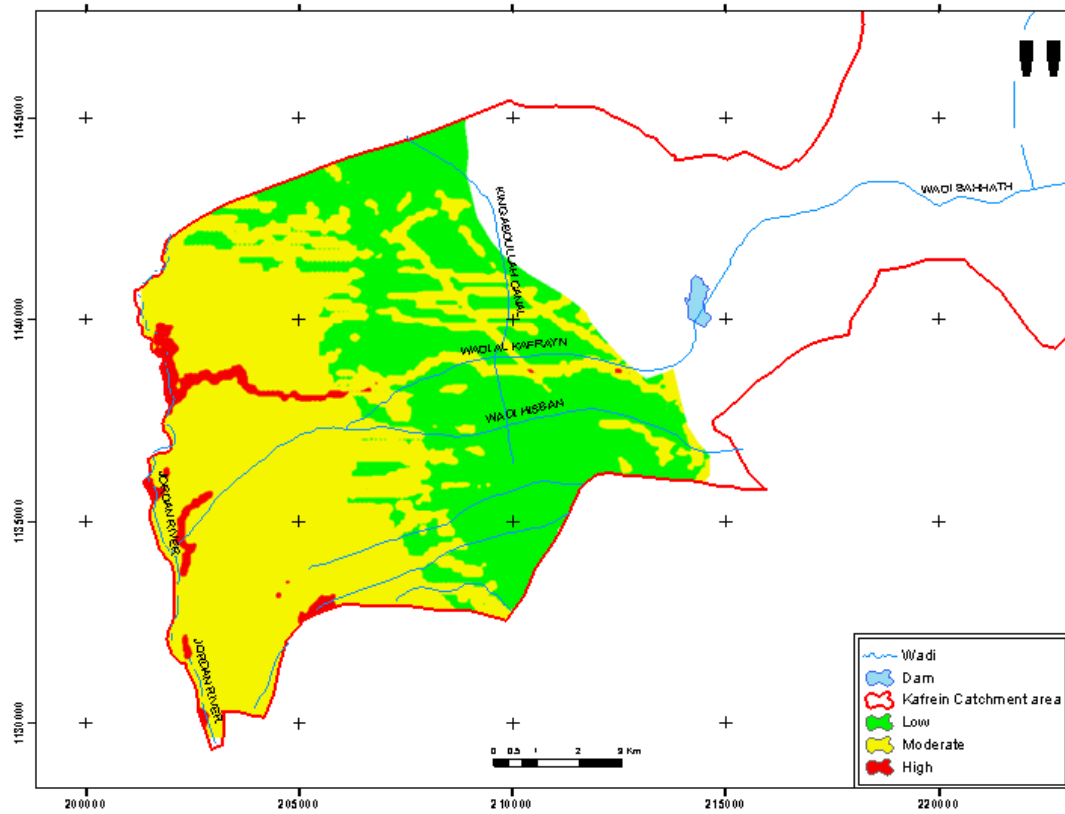 1145000
1140000
1135000
1130000
WADI SAHHATH
KING ABDULLAH CANAL
WADI AL KAFRAYN
WADI HISBAN
JORDAN RIVER
JORDAN RIVER
Wadi
Dam
Kafrein Catchment area
Low
Moderate
High
0 0.5 1 2 3 Km
200000 205000 210000 215000 220000